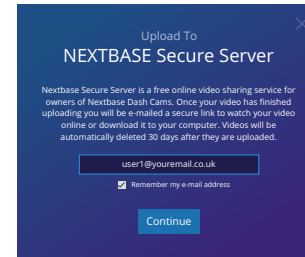 Upload To
NEXTBASE Secure Server
Nextbase Secure Server is a free online video sharing service for
owners of Nextbase Dash Cams. Once your video has finished
uploading you will be e-mailed a secure link to watch your video
online or download it to your computer. Videos will be
automatically deleted 30 days after they are uploaded.
user1@youremail.co.uk
Remember my e-mail address
Continue